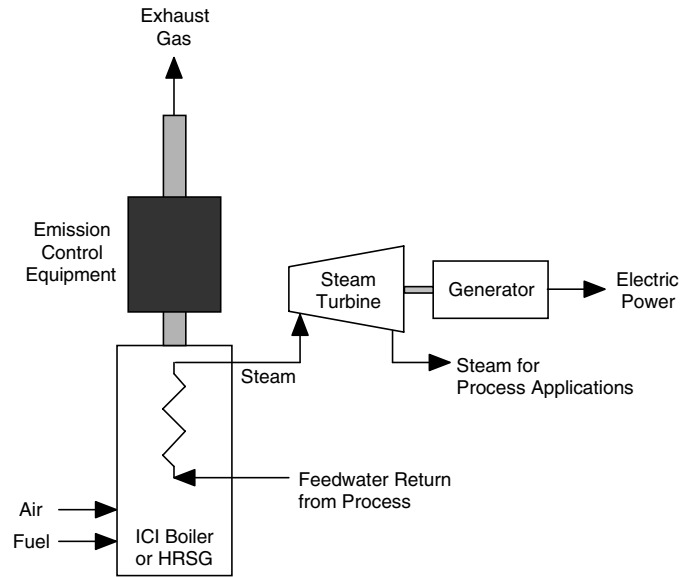 Exhaust
Gas
Emission
Control
Equipment
Steam
Turbine
Generator
Electric
Power
Steam
Steam for
Process Applications
Feedwater Return
from Process
Air
Fuel
ICI Boiler
or HRSG